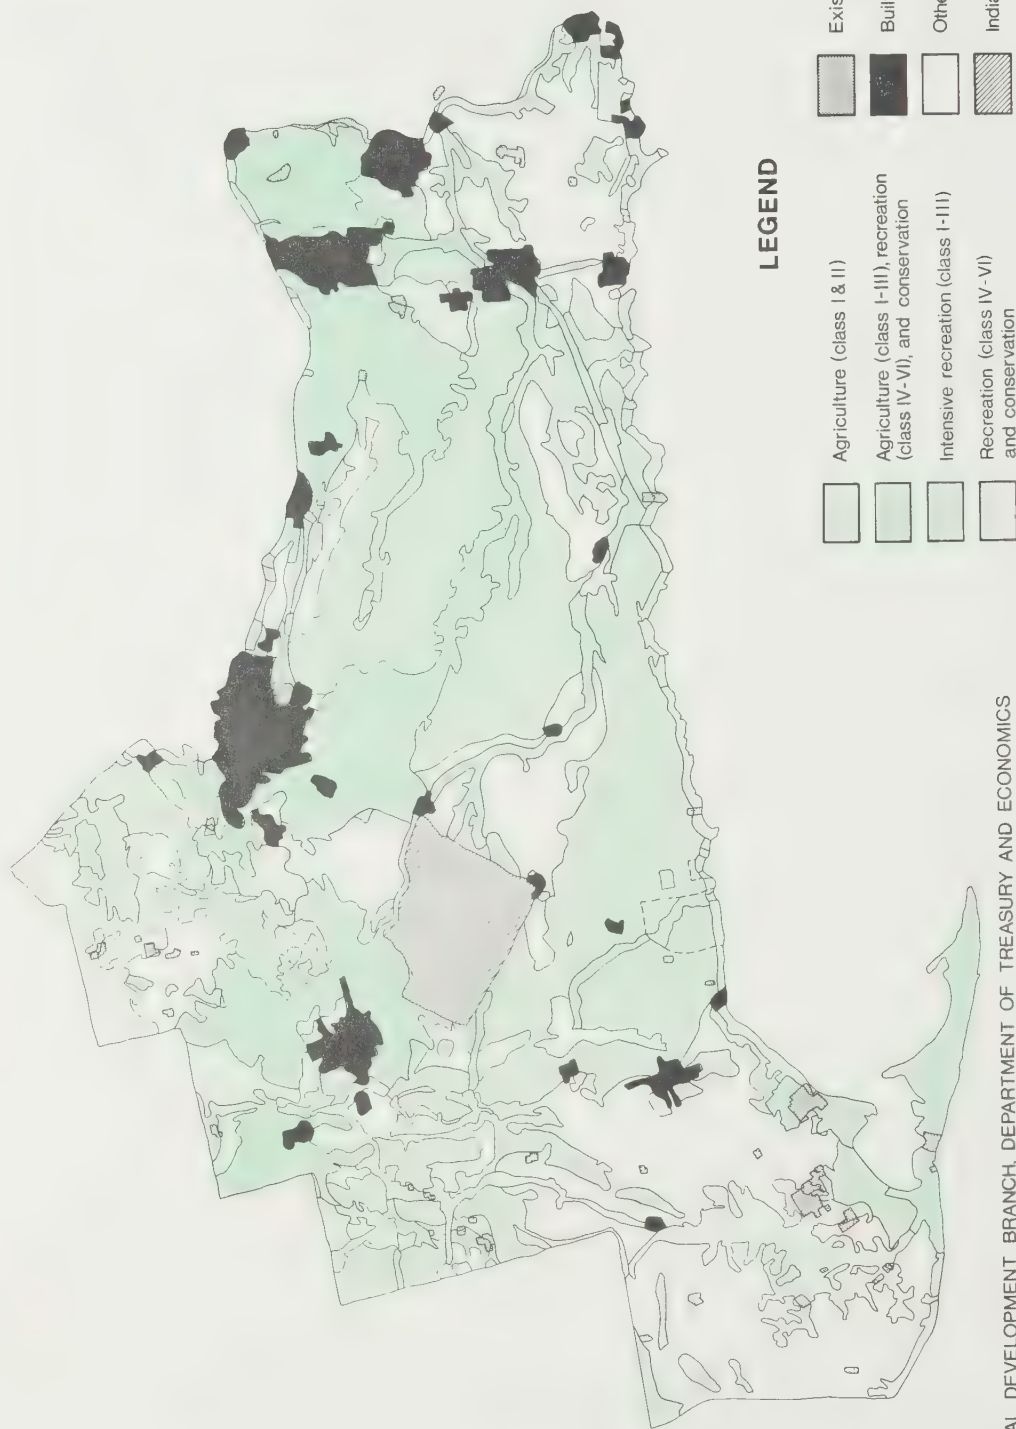 LEGEND
Agriculture (class I & II)
Agriculture (class I-III), recreation
(class IV-VI), and conservation
Intensive recreation (class I-III)
Recreation (class IV-VI)
and conservation
DEVELOPMENT BRANCH, DEPARTMENT OF TREASURY AND ECONOMICS